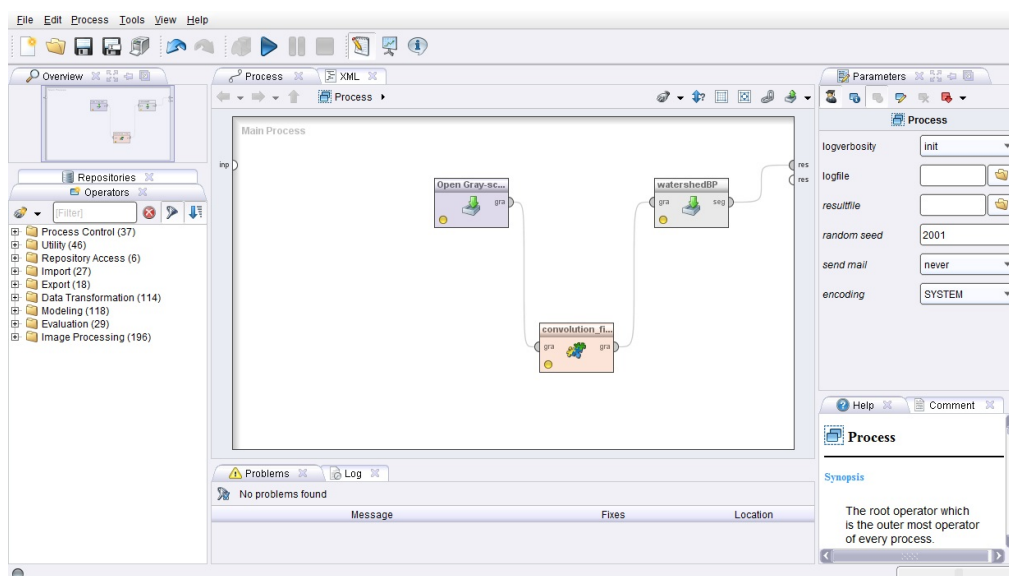 File Edit Process Tools View Help
Overview
Process
XML
Parameters
Process
Process
Main Process
logverbosity
init
inp
res
res
logfile
Repositories
Open Gray-sc...
gra
watershedBP
gra
seg
Operators
resultfile
[Filter]
random seed
2001
Process Control (37)
Utility (46)
Repository Access (6)
send mail
never
Import (27)
Export (18)
encoding
SYSTEM
Data Transformation (114)
Modeling (118)
Evaluation (29)
convolution_fi...
Image Processing (196)
gra
gra
Help
Comment
Process
Problems
Log
Synopsis
No problems found
Message
Fixes
Location
The root operator which
is the outer most operator
of every process.